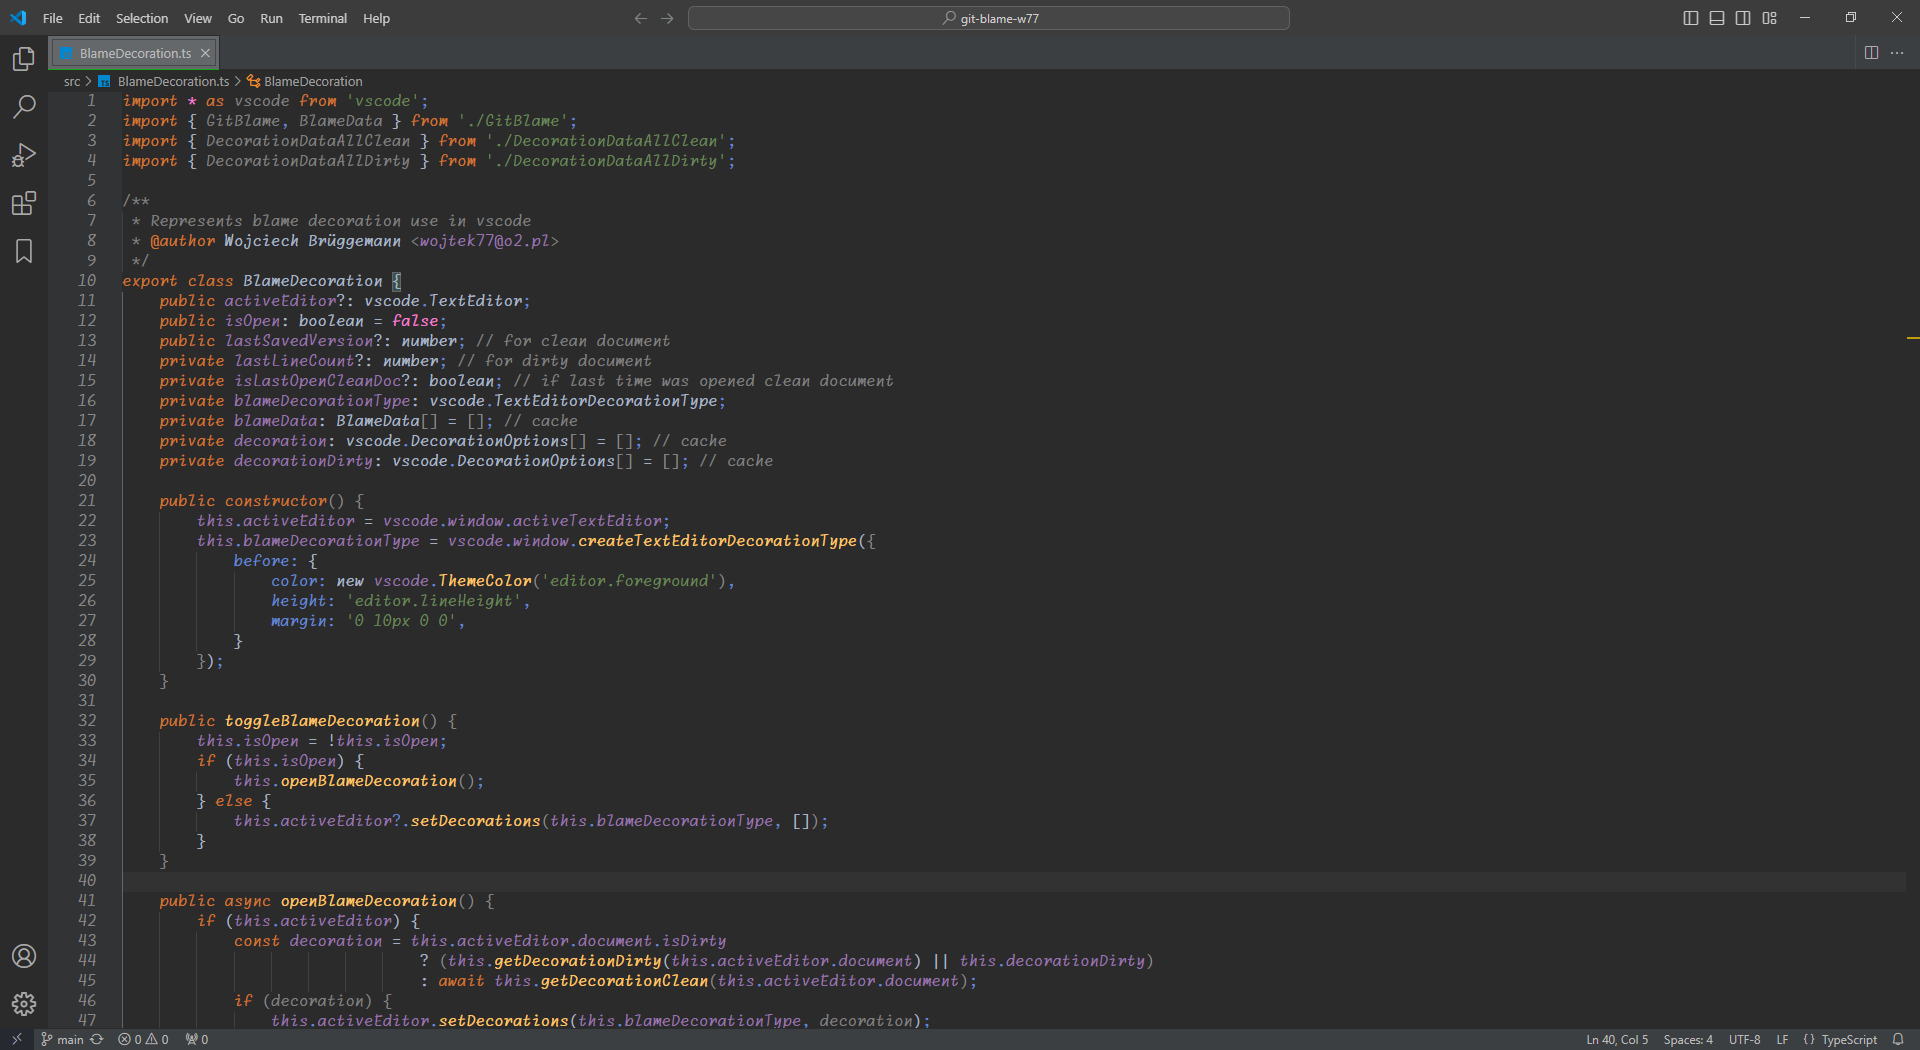 File Edit Selection View Go Run Terminal Help
git-blame-w77
BlameDecoration.ts
src > BlameDecoration.ts > BlameDecoration
1 import * as vscode from 'vscode';
2 import { GitBlame, BlameData } from './GitBlame';
3 import { DecorationDataAllClean } from './DecorationDataAllClean';
4 import { DecorationDataAllDirty } from './DecorationDataAllDirty';
5
6 /**
7  * Represents blame decoration use in vscode
8  * @author Wojciech Brüggemann <wojtek77@o2.pl>
9  */
10 export class BlameDecoration {
11     public activeEditor?: vscode.TextEditor;
12     public isOpen: boolean = false;
13     public lastSavedVersion?: number; // for clean document
14     private lastLineCount?: number; // for dirty document
15     private isLastOpenCleanDoc?: boolean; // if last time was opened clean document
16     private blameDecorationType: vscode.TextEditorDecorationType;
17     private blameData: BlameData[] = []; // cache
18     private decoration: vscode.DecorationOptions[] = []; // cache
19     private decorationDirty: vscode.DecorationOptions[] = []; // cache
20
21     public constructor() {
22         this.activeEditor = vscode.window.activeTextEditor;
23         this.blameDecorationType = vscode.window.createTextEditorDecorationType({
24             before: {
25                 color: new vscode.ThemeColor('editor.foreground'),
26                 height: 'editor.lineHeight',
27                 margin: '0 10px 0 0',
28             }
29         });
30     }
31
32     public toggleBlameDecoration() {
33         this.isOpen = !this.isOpen;
34         if (this.isOpen) {
35             this.openBlameDecoration();
36         } else {
37             this.activeEditor?.setDecorations(this.blameDecorationType, []);
38         }
39     }
40
41     public async openBlameDecoration() {
42         if (this.activeEditor) {
43             const decoration = this.activeEditor.document.isDirty
44                                 ? (this.getDecorationDirty(this.activeEditor.document) || this.decorationDirty)
45                                 : await this.getDecorationClean(this.activeEditor.document);
46             if (decoration) {
47                 this.activeEditor.setDecorations(this.blameDecorationType, decoration);
main 0 0 0 Ln 40, Col 5 Spaces: 4 UTF-8 LF {} TypeScript